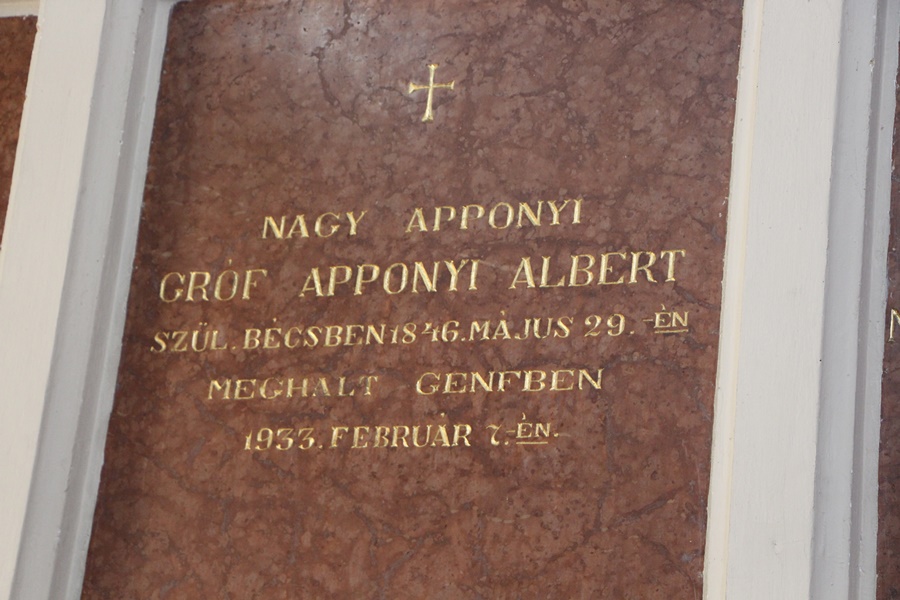 NAGY APPONYI
GRÓF APPONYI ALBERT
SZÜL. BÉCSBEN 1846. MÁJUS 29.-ÉN
MEGHALT GENFBEN
1933. FEBRUÁR 7.-ÉN.